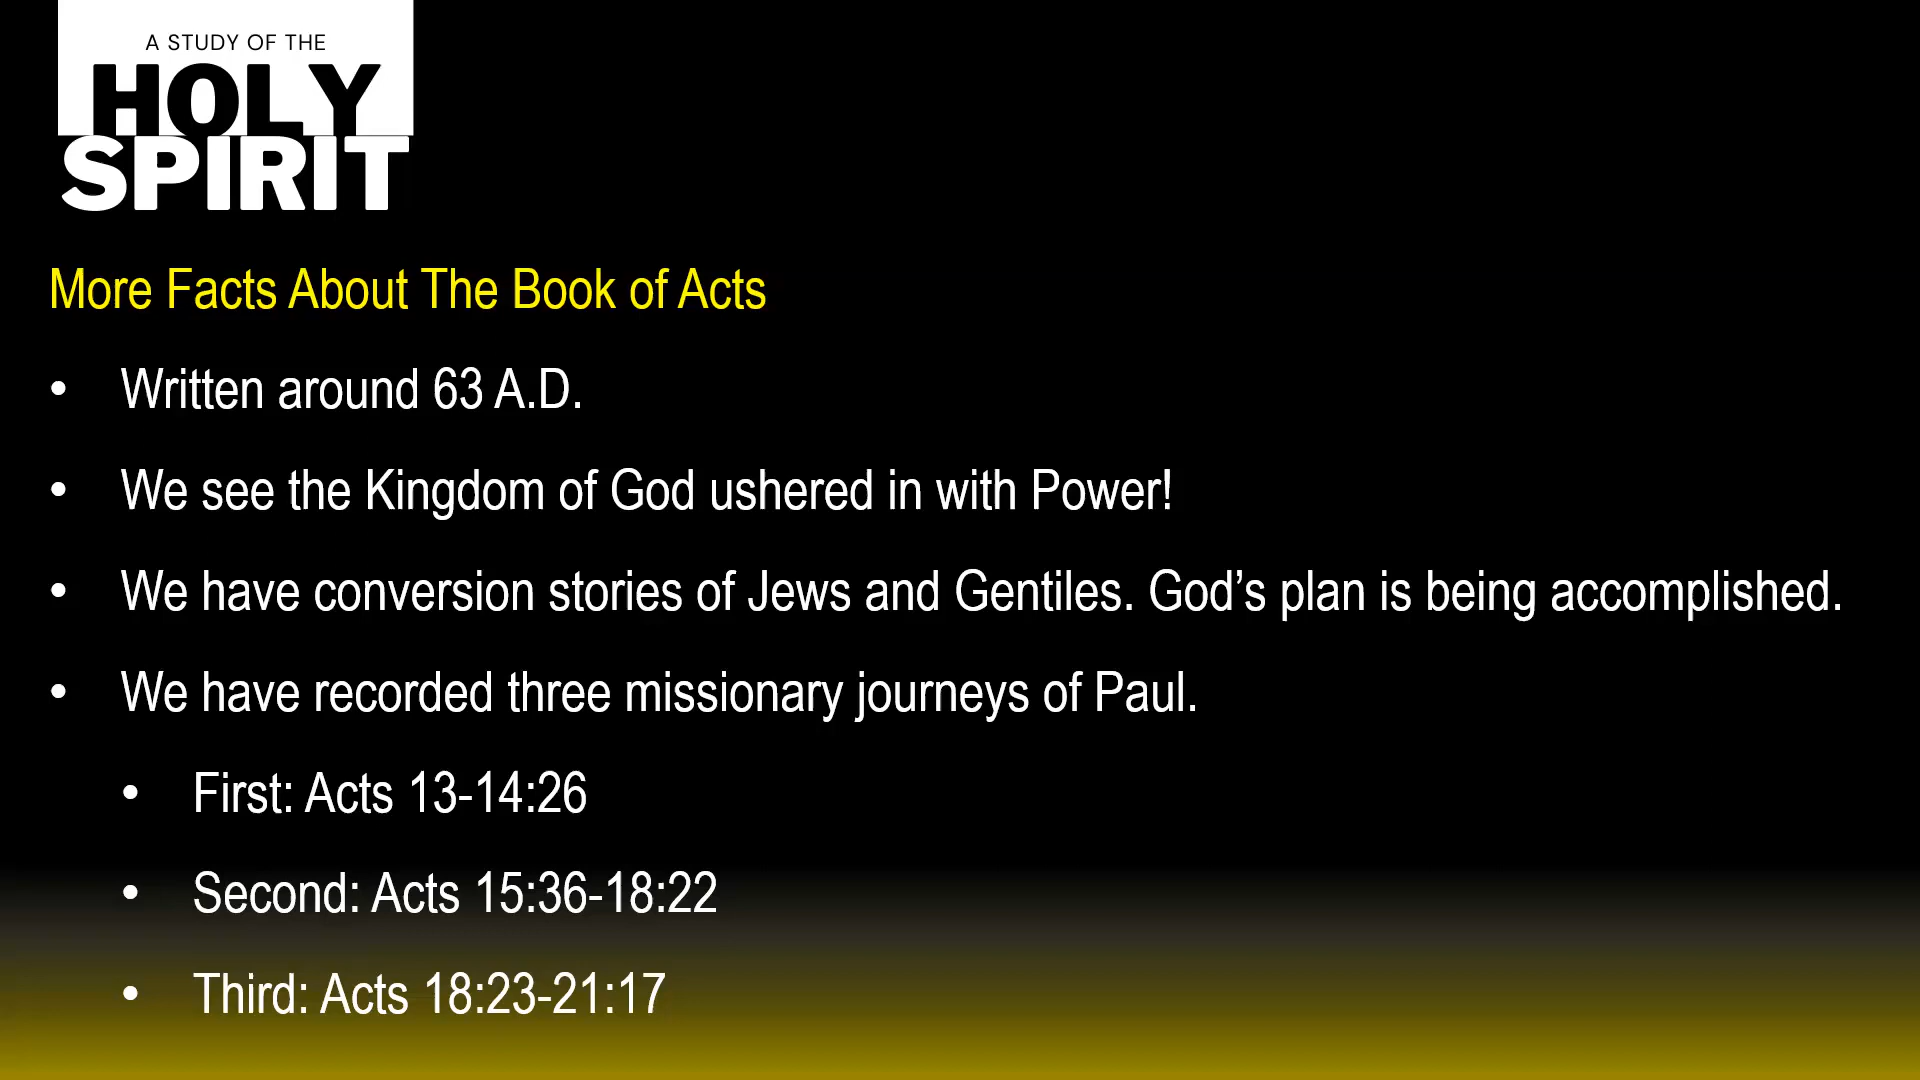 A STUDY OF THE
HOLY
SPIRIT
More Facts About The Book of Acts
• Written around 63 A.D.
• We see the Kingdom of God ushered in with Power!
• We have conversion stories of Jews and Gentiles. God’s plan is being accomplished.
• We have recorded three missionary journeys of Paul.
• First: Acts 13-14:26
• Second: Acts 15:36-18:22
• Third: Acts 18:23-21:17